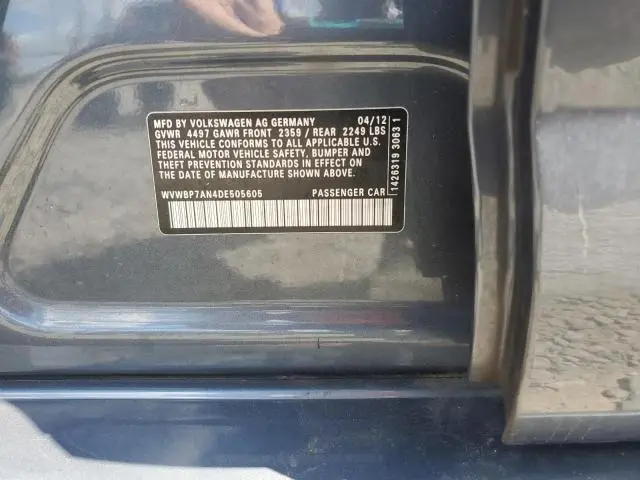 MFD BY VOLKSWAGEN AG GERMANY 04/12
GVWR 4497 GAWR FRONT 2359 / REAR 2249 LBS
THIS VEHICLE CONFORMS TO ALL APPLICABLE U.S.
FEDERAL MOTOR VEHICLE SAFETY, BUMPER AND
THEFT PREVENTION STANDARDS IN EFFECT ON THE
DATE OF MANUFACTURE SHOWN ABOVE.
WVWBP7AN4DE505605 PASSENGER CAR
1426319 3063 1